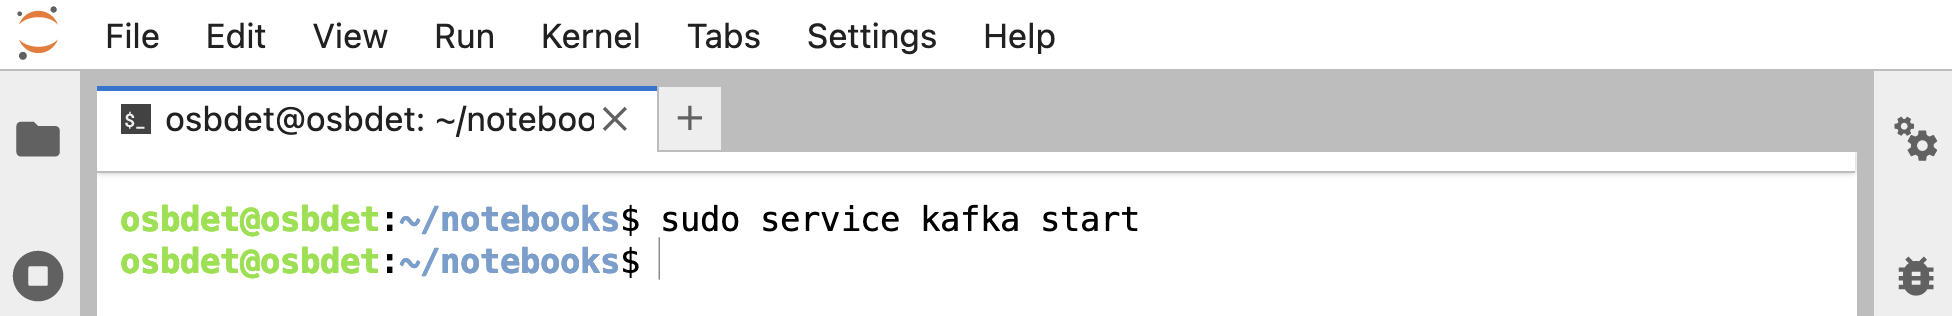 File Edit View Run Kernel Tabs Settings Help
$_ osbdet@osbdet: ~/noteboo
osbdet@osbdet:~/notebooks$ sudo service kafka start
osbdet@osbdet:~/notebooks$